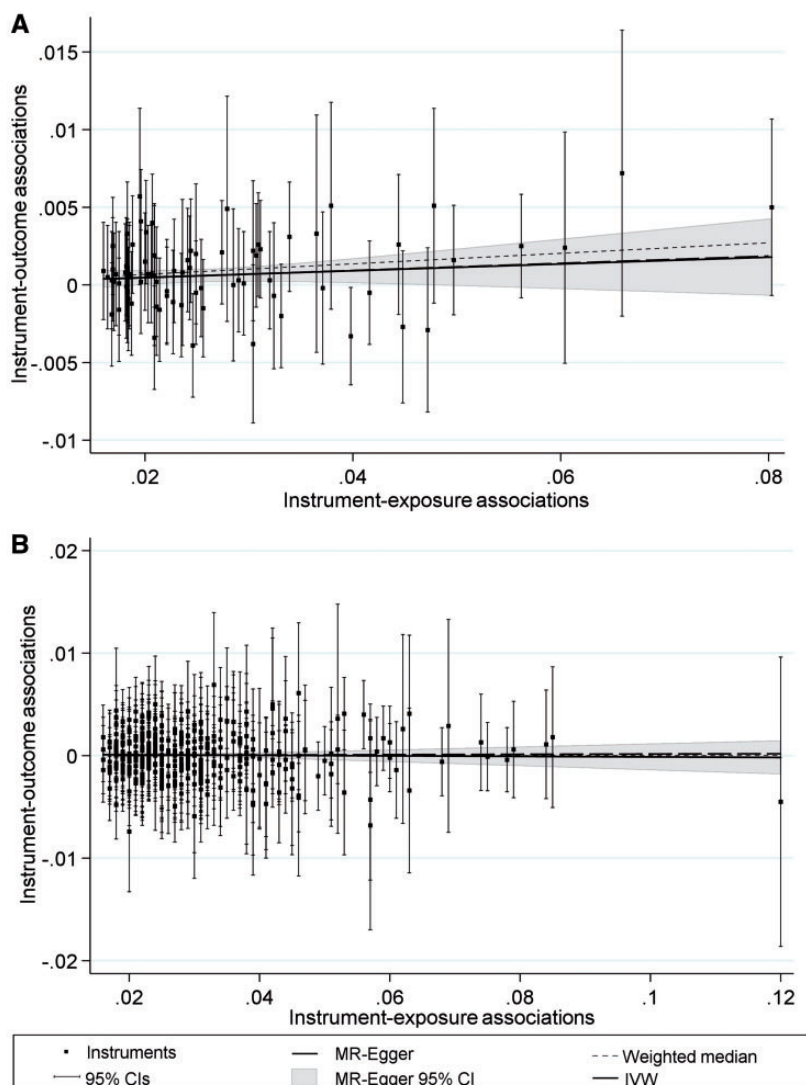 A
.015
.01
.005
0
-.005
-.01
Instrument-outcome associations
.02 .04 .06 .08
Instrument-exposure associations
B
.02
.01
0
-.01
-.02
Instrument-outcome associations
.02 .04 .06 .08 .1 .12
Instrument-exposure associations
Instruments MR-Egger Weighted median
95% CIs MR-Egger 95% CI IVW